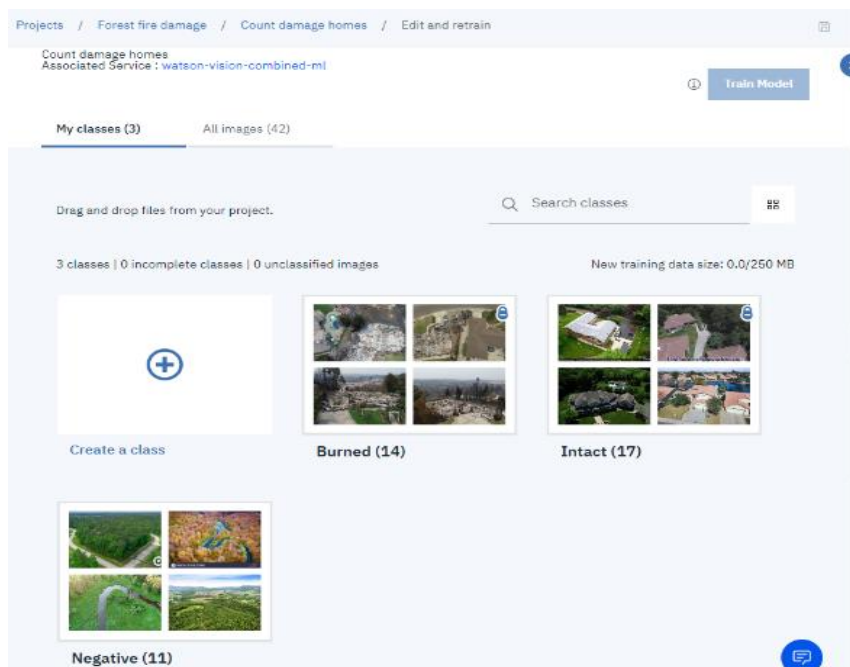 Projects / Forest fire damage / Count damage homes / Edit and retrain
Count damage homes
Associated Service : watson-vision-combined-ml
Train Model
My classes (3)
All images (42)
Drag and drop files from your project.
Search classes
3 classes | 0 incomplete classes | 0 unclassified images
New training data size: 0.0/250 MB
Create a class
Burned (14)
Intact (17)
Negative (11)